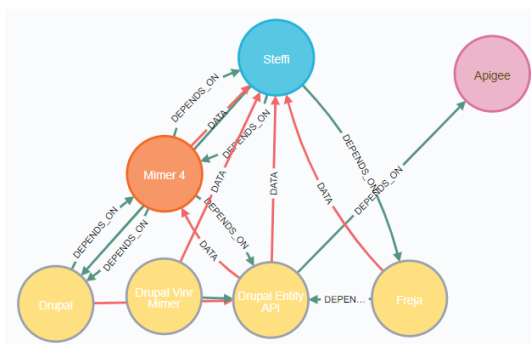 Steffi
Apigee
DEPENDS_ON
DATA
DEPENDS_ON
DEPENDS_ON
DATA
Mimer 4
DEPENDS_ON
DATA
DEPENDS_ON
DEPENDS_ON
DEPENDS_ON
DATA
DEPENDS_ON
DATA
Drupal
Drupal Vinr
Mimer
Drupal Entity
API
DEPEN...
Freja